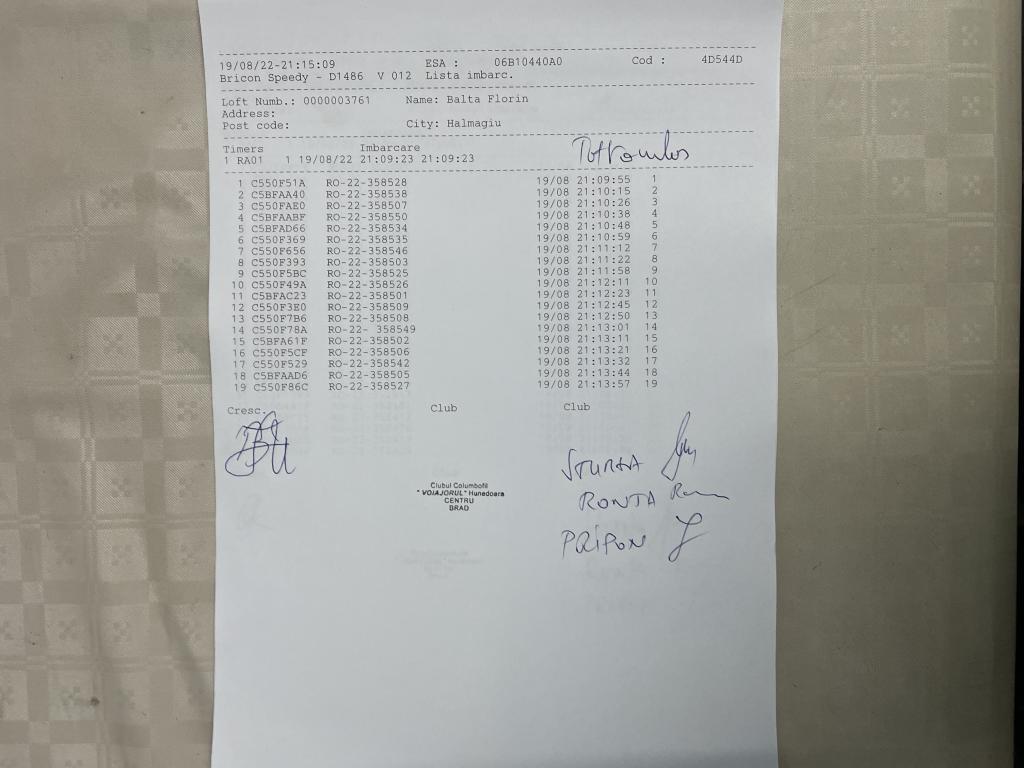 19/08/22-21:15:09 ESA : 06B10440A0 Cod : 4D544D
Bricon Speedy - D1486 V 012 Lista imbarc.
Loft Numb.: 0000003761 Name: Balta Florin
Address:
Post code: City: Halmagiu
Timers Imbarcare
1 RA01 1 19/08/22 21:09:23 21:09:23
1 C550F51A RO-22-358528 19/08 21:09:55 1
2 C5BFAA40 RO-22-358538 19/08 21:10:15 2
3 C550FAE0 RO-22-358507 19/08 21:10:26 3
4 C5BFAABF RO-22-358550 19/08 21:10:38 4
5 C5BFAD66 RO-22-358534 19/08 21:10:48 5
6 C550F369 RO-22-358535 19/08 21:10:59 6
7 C550F656 RO-22-358546 19/08 21:11:12 7
8 C550F393 RO-22-358503 19/08 21:11:22 8
9 C550F5BC RO-22-358525 19/08 21:11:58 9
10 C550F49A RO-22-358526 19/08 21:12:11 10
11 C5BFAC23 RO-22-358501 19/08 21:12:23 11
12 C550F3E0 RO-22-358509 19/08 21:12:45 12
13 C550F7B6 RO-22-358508 19/08 21:12:50 13
14 C550F78A RO-22- 358549 19/08 21:13:01 14
15 C5BFA61F RO-22-358502 19/08 21:13:11 15
16 C550F5CF RO-22-358506 19/08 21:13:21 16
17 C550F529 RO-22-358542 19/08 21:13:32 17
18 C5BFAAD6 RO-22-358505 19/08 21:13:44 18
19 C550F86C RO-22-358527 19/08 21:13:57 19
Cresc. Club Club
Clubul Columbofil
"VOIAJORUL" Hunedoara
CENTRU
BRAD
STURZA
RONTA
PRIPON